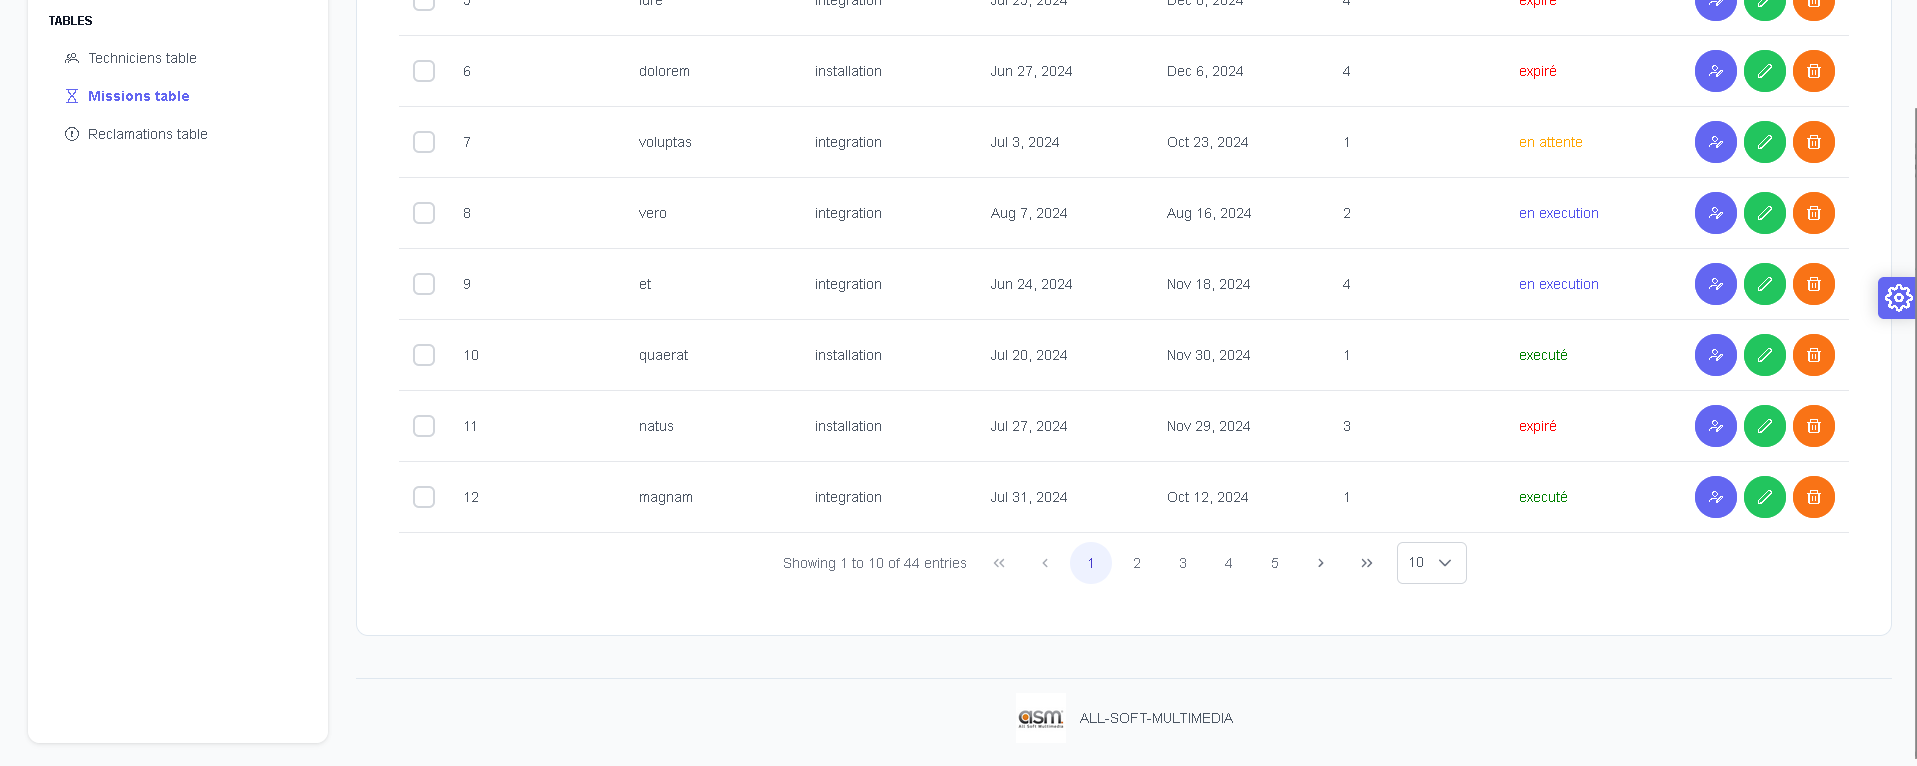 TABLES
Techniciens table
Missions table
Reclamations table
5 iure integration Jul 25, 2024 4 expiré
6 dolorem installation Jun 27, 2024 Dec 6, 2024 4 expiré
7 voluptas integration Jul 3, 2024 Oct 23, 2024 1 en attente
8 vero integration Aug 7, 2024 Aug 16, 2024 2 en execution
9 et integration Jun 24, 2024 Nov 18, 2024 4 en execution
10 quaerat installation Jul 20, 2024 Nov 30, 2024 1 executé
11 natus installation Jul 27, 2024 Nov 29, 2024 3 expiré
12 magnam integration Jul 31, 2024 Oct 12, 2024 1 executé
Showing 1 to 10 of 44 entries « ‹ 1 2 3 4 5 › » 10
asm
All Soft Multimedia
ALL-SOFT-MULTIMEDIA